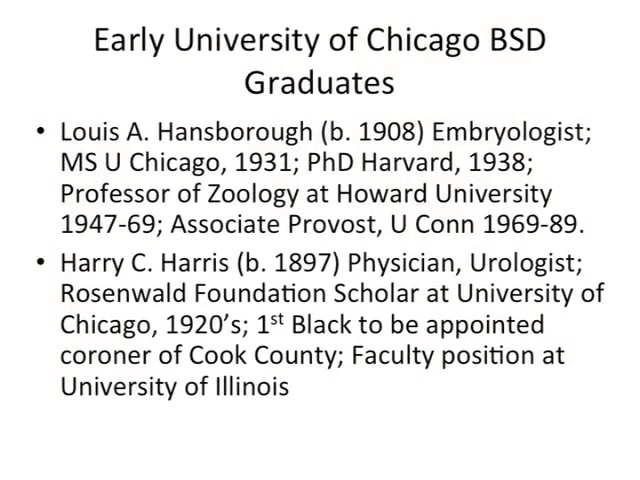 Early University of Chicago BSD
Graduates
• Louis A. Hansborough (b. 1908) Embryologist;
MS U Chicago, 1931; PhD Harvard, 1938;
Professor of Zoology at Howard University
1947-69; Associate Provost, U Conn 1969-89.
• Harry C. Harris (b. 1897) Physician, Urologist;
Rosenwald Foundation Scholar at University of
Chicago, 1920’s; 1st Black to be appointed
coroner of Cook County; Faculty position at
University of Illinois